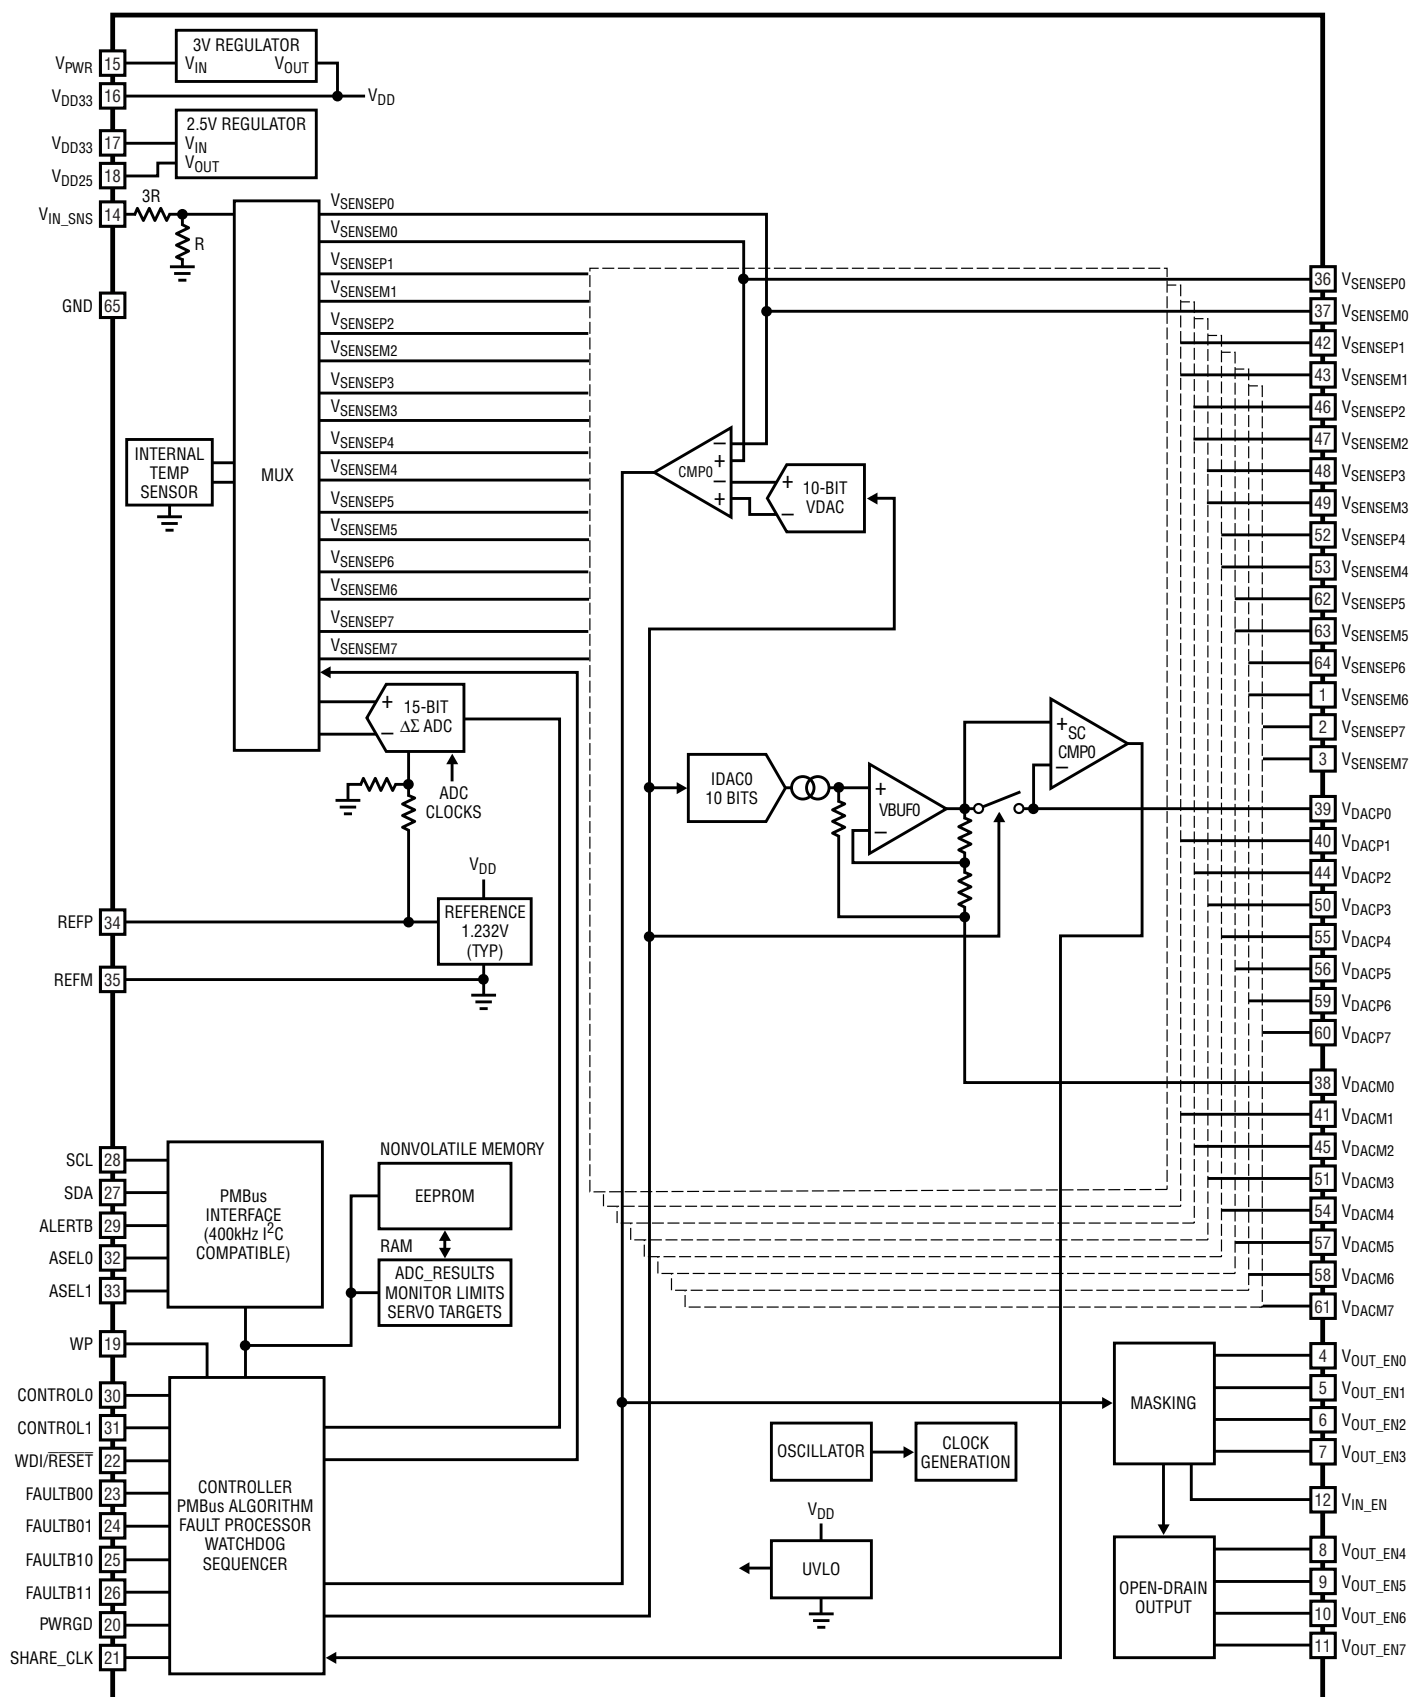 3V REGULATOR
VIN VOUT
VPWR 15
VDD33 16
VDD
2.5V REGULATOR
VIN
VOUT
VDD33 17
VDD25 18
3R
VIN_SNS 14
R
GND 65
INTERNAL
TEMP
SENSOR
MUX
VSENSEP0
VSENSEM0
VSENSEP1
VSENSEM1
VSENSEP2
VSENSEM2
VSENSEP3
VSENSEM3
VSENSEP4
VSENSEM4
VSENSEP5
VSENSEM5
VSENSEP6
VSENSEM6
VSENSEP7
VSENSEM7
+
–
15-BIT
ΔΣ ADC
ADC
CLOCKS
VDD
REFERENCE
1.232V
(TYP)
REFP 34
REFM 35
CMP0
–
+
–
+
+
–
10-BIT
VDAC
IDAC0
10 BITS
+
–
VBUF0
+
–
SC
CMP0
36 VSENSEP0
37 VSENSEM0
42 VSENSEP1
43 VSENSEM1
46 VSENSEP2
47 VSENSEM2
48 VSENSEP3
49 VSENSEM3
52 VSENSEP4
53 VSENSEM4
62 VSENSEP5
63 VSENSEM5
64 VSENSEP6
1 VSENSEM6
2 VSENSEP7
3 VSENSEM7
39 VDACP0
40 VDACP1
44 VDACP2
50 VDACP3
55 VDACP4
56 VDACP5
59 VDACP6
60 VDACP7
38 VDACM0
41 VDACM1
45 VDACM2
51 VDACM3
54 VDACM4
57 VDACM5
58 VDACM6
61 VDACM7
SCL 28
SDA 27
ALERTB 29
ASEL0 32
ASEL1 33
PMBus
INTERFACE
(400kHz I2C
COMPATIBLE)
NONVOLATILE MEMORY
EEPROM
RAM
ADC_RESULTS
MONITOR LIMITS
SERVO TARGETS
WP 19
CONTROL0 30
CONTROL1 31
WDI/RESET 22
FAULTB00 23
FAULTB01 24
FAULTB10 25
FAULTB11 26
PWRGD 20
SHARE_CLK 21
CONTROLLER
PMBus ALGORITHM
FAULT PROCESSOR
WATCHDOG
SEQUENCER
OSCILLATOR
CLOCK
GENERATION
VDD
UVLO
MASKING
OPEN-DRAIN
OUTPUT
4 VOUT_EN0
5 VOUT_EN1
6 VOUT_EN2
7 VOUT_EN3
12 VIN_EN
8 VOUT_EN4
9 VOUT_EN5
10 VOUT_EN6
11 VOUT_EN7